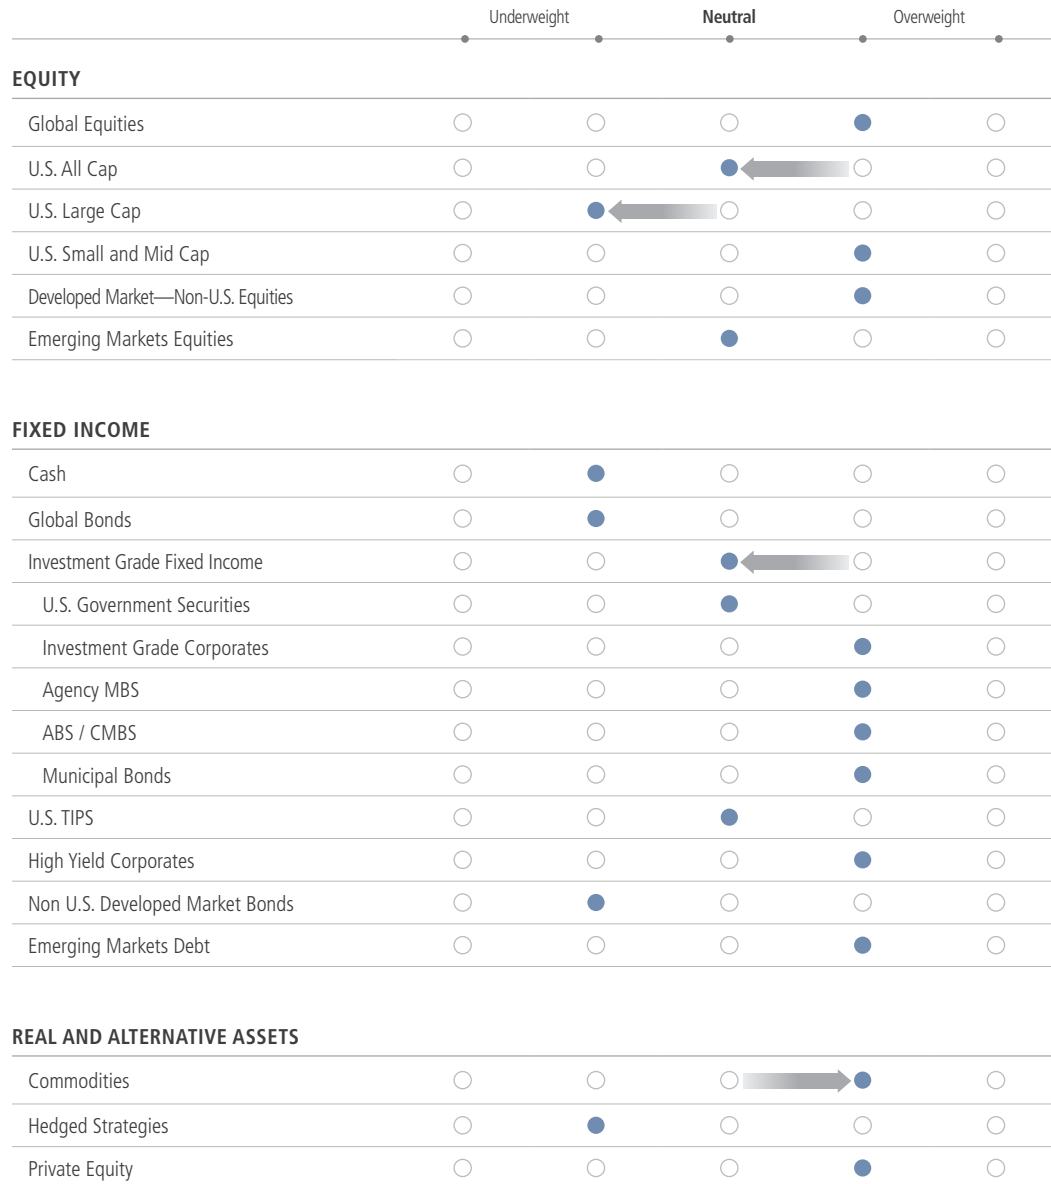 Underweight Neutral Overweight
EQUITY
Global Equities
U.S. All Cap
U.S. Large Cap
U.S. Small and Mid Cap
Developed Market—Non-U.S. Equities
Emerging Markets Equities
FIXED INCOME
Cash
Global Bonds
Investment Grade Fixed Income
U.S. Government Securities
Investment Grade Corporates
Agency MBS
ABS / CMBS
Municipal Bonds
U.S. TIPS
High Yield Corporates
Non U.S. Developed Market Bonds
Emerging Markets Debt
REAL AND ALTERNATIVE ASSETS
Commodities
Hedged Strategies
Private Equity